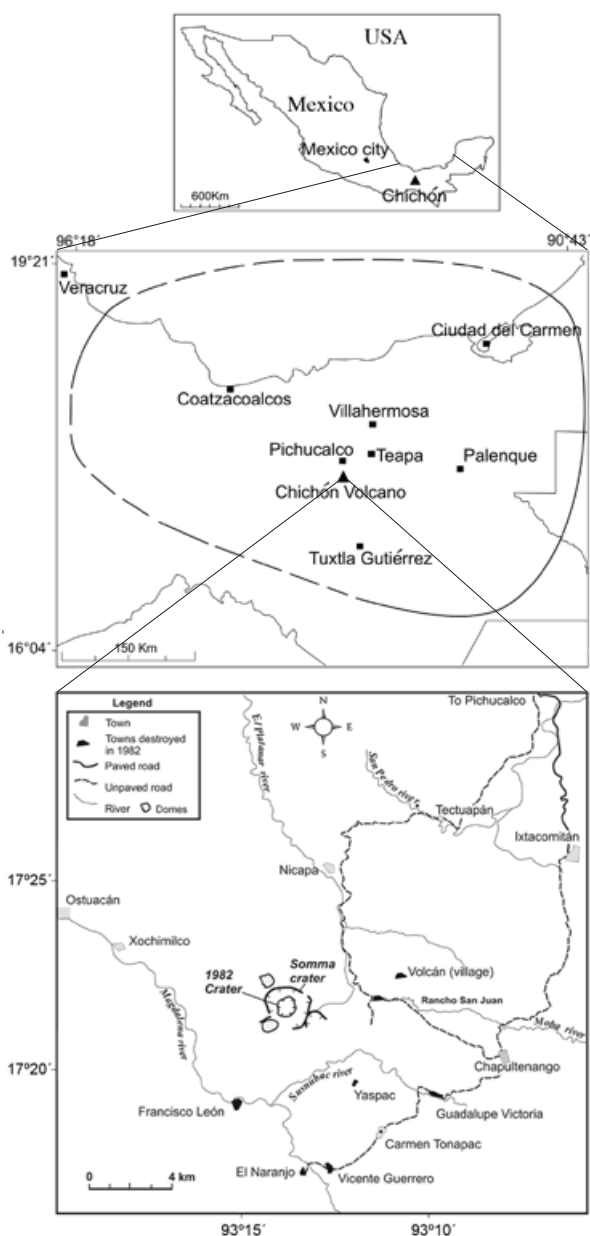 USA
Mexico
Mexico city
Chichón
600Km
96°18´
90°43´
19°21´
Veracruz
Ciudad del Carmen
Coatzacoalcos
Villahermosa
Pichucalco
Teapa
Palenque
Chichón Volcano
Tuxtla Gutiérrez
16°04´
150 Km
Legend
Town
Towns destroyed
in 1982
Paved road
Unpaved road
River
Domes
N
W
E
S
To Pichucalco
El Platanar river
San Pedro river
Tectuapán
Ixtacomitán
Nicapa
17°25´
Ostuacán
Xochimilco
Volcán (village)
Somma
crater
1982
Crater
Rancho San Juan
Magdalena river
Moba river
17°20´
Chapultenango
Susnubac river
Yaspac
Francisco León
Guadalupe Victoria
Carmen Tonapac
El Naranjo
Vicente Guerrero
0
4 km
93°15´
93°10´